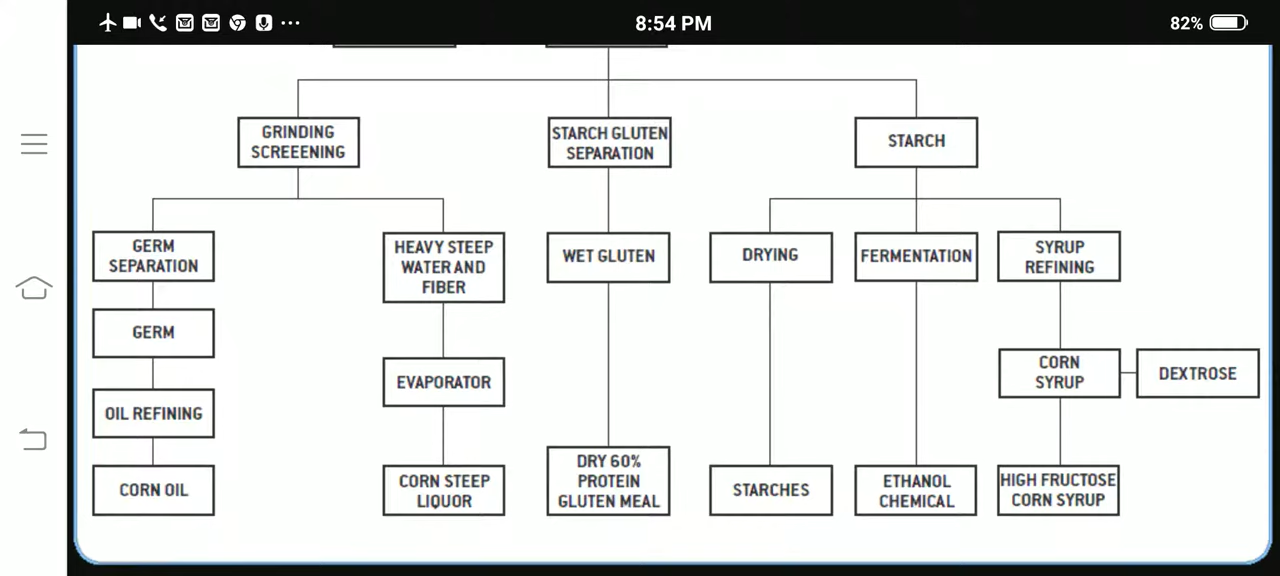 8:54 PM
82%
GRINDING
SCREEENING
STARCH GLUTEN
SEPARATION
STARCH
GERM
SEPARATION
HEAVY STEEP
WATER AND
FIBER
WET GLUTEN
DRYING
FERMENTATION
SYRUP
REFINING
GERM
EVAPORATOR
CORN
SYRUP
DEXTROSE
OIL REFINING
CORN OIL
CORN STEEP
LIQUOR
DRY 60%
PROTEIN
GLUTEN MEAL
STARCHES
ETHANOL
CHEMICAL
HIGH FRUCTOSE
CORN SYRUP